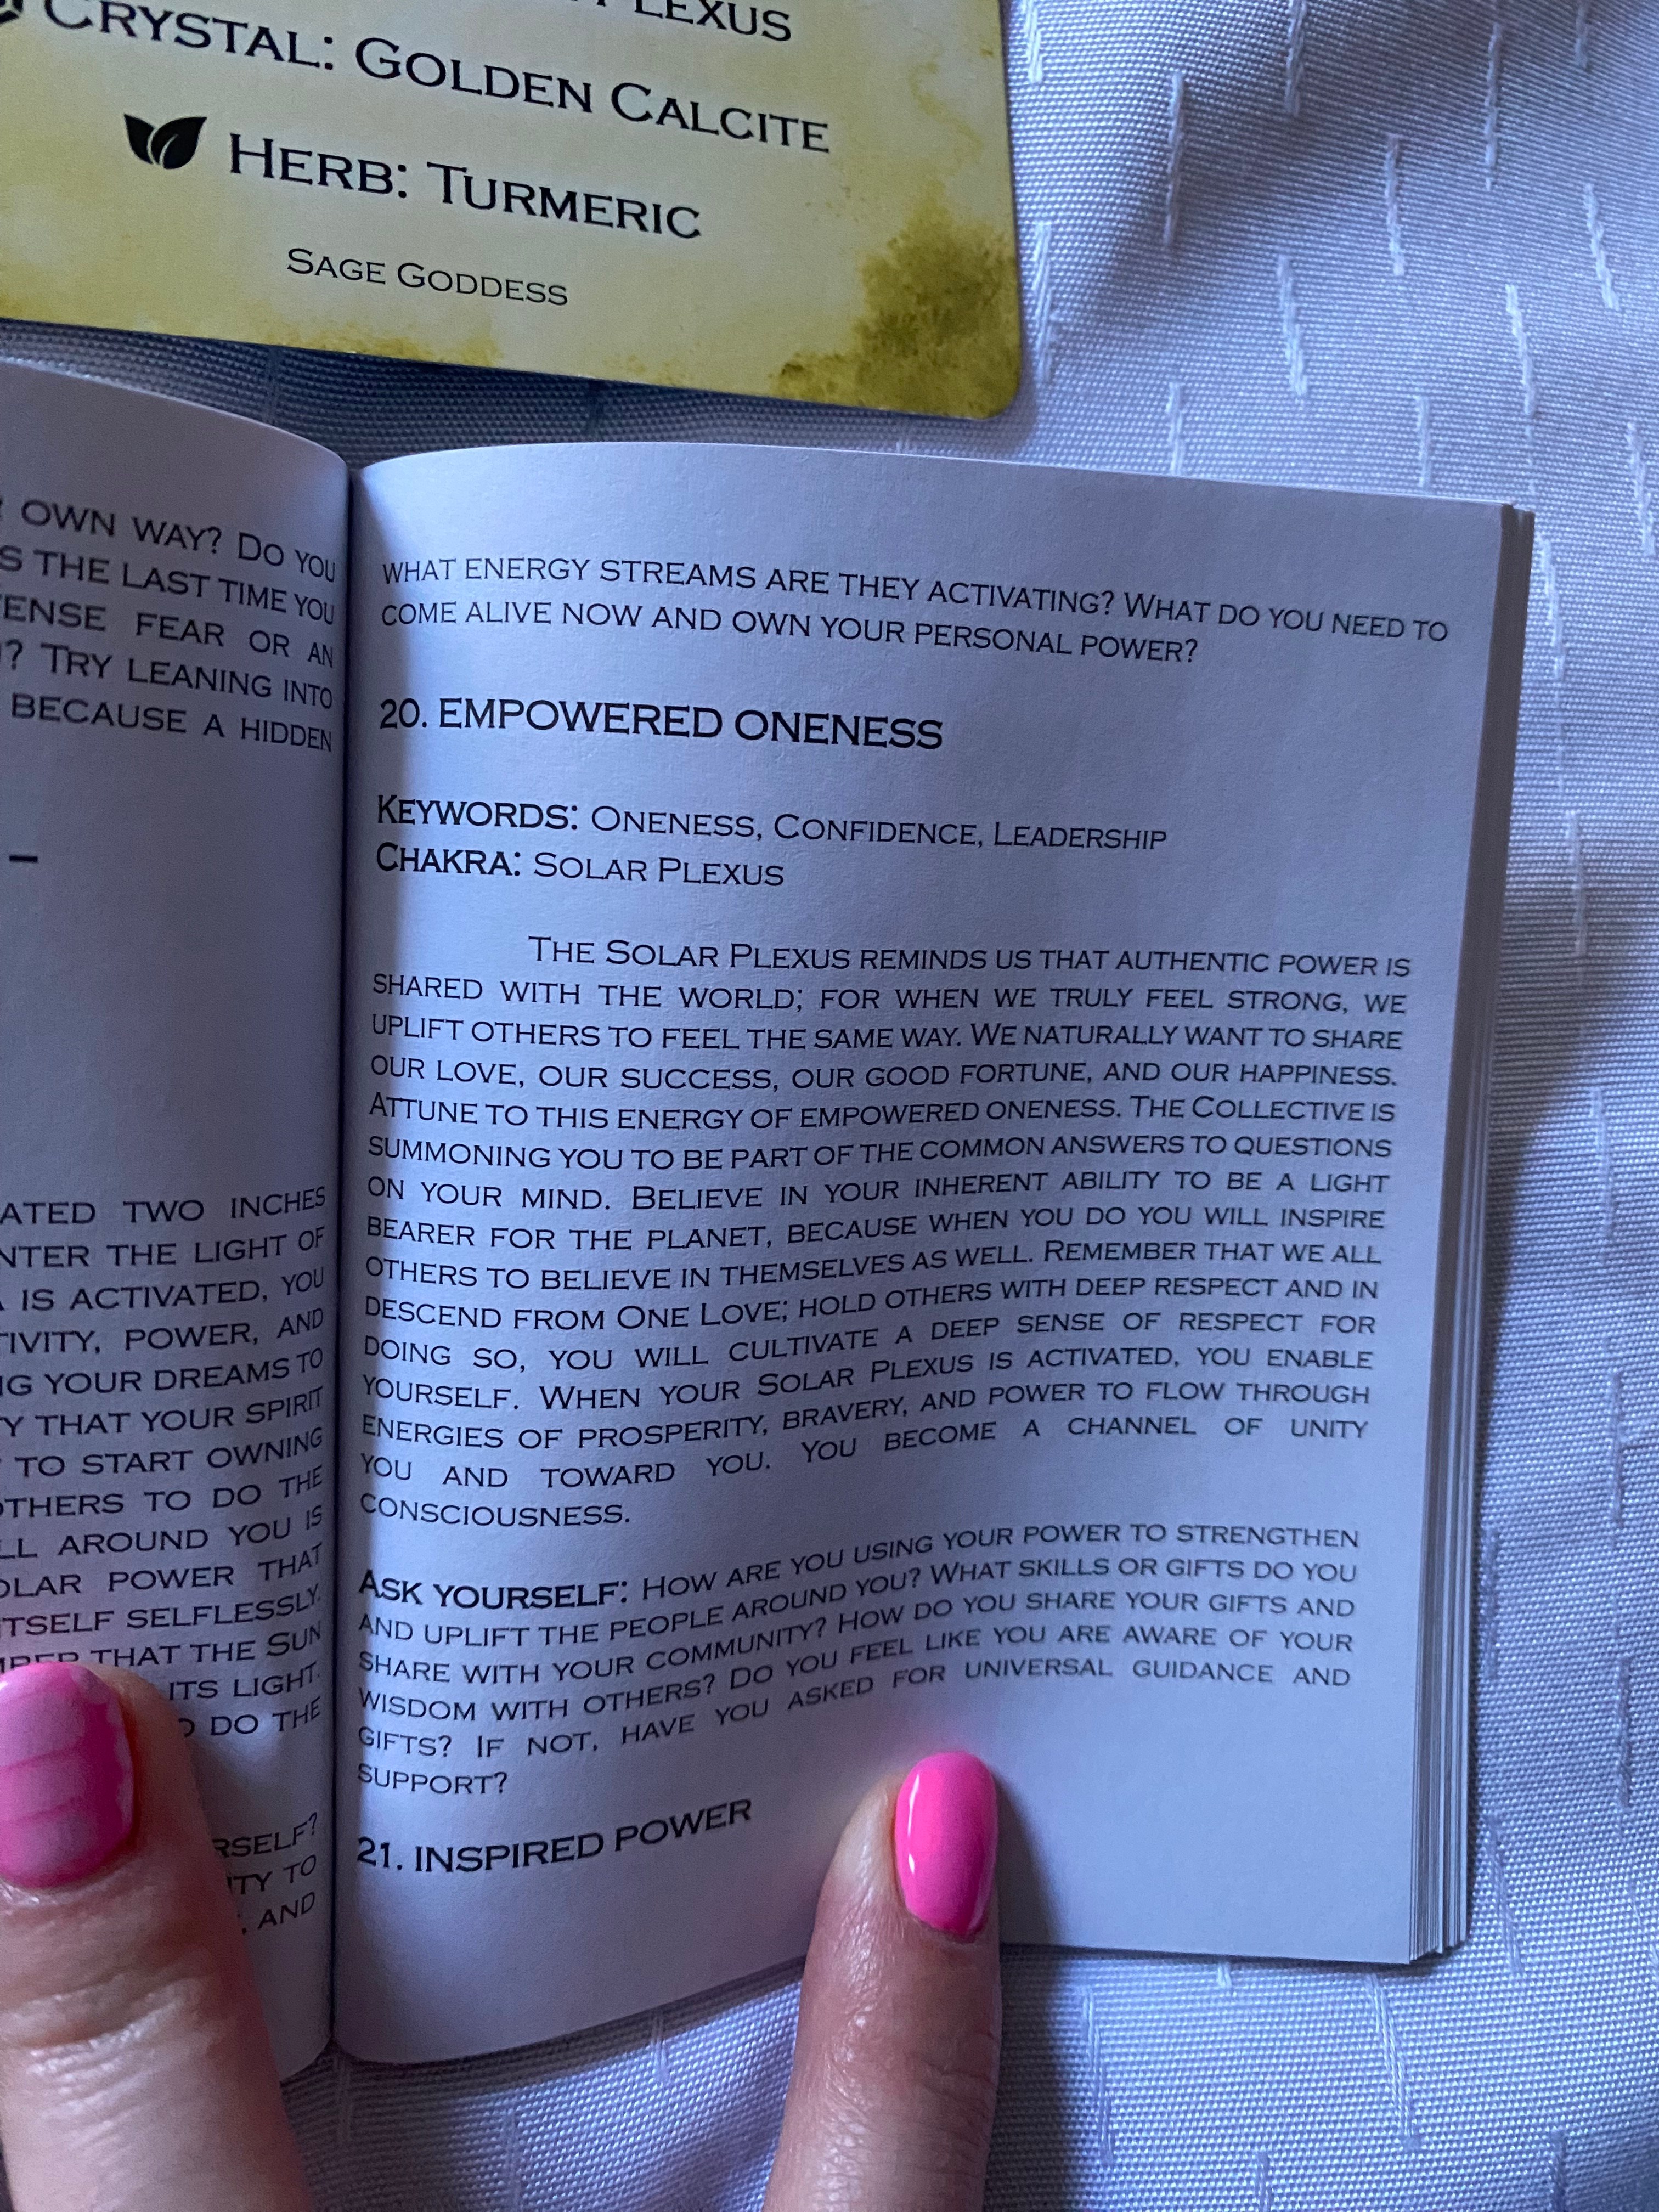 PLEXUS
CRYSTAL: GOLDEN CALCITE
HERB: TURMERIC
SAGE GODDESS
OWN WAY? DO YOU
THE LAST TIME YOU
FEAR OR AN
? TRY LEANING INTO
BECAUSE A HIDDEN
–
TWO INCHES
THE LIGHT OF
IS ACTIVATED, YOU
POWER, AND
YOUR DREAMS TO
THAT YOUR SPIRIT
TO START OWNING
TO DO THE
AROUND YOU IS
POWER THAT
SELFLESSLY.
THAT THE SUN
ITS LIGHT.
DO THE
TO
AND
WHAT ENERGY STREAMS ARE THEY ACTIVATING? WHAT DO YOU NEED TO
COME ALIVE NOW AND OWN YOUR PERSONAL POWER?
20. EMPOWERED ONENESS
KEYWORDS: ONENESS, CONFIDENCE, LEADERSHIP
CHAKRA: SOLAR PLEXUS
THE SOLAR PLEXUS REMINDS US THAT AUTHENTIC POWER IS
SHARED WITH THE WORLD; FOR WHEN WE TRULY FEEL STRONG, WE
UPLIFT OTHERS TO FEEL THE SAME WAY. WE NATURALLY WANT TO SHARE
OUR LOVE, OUR SUCCESS, OUR GOOD FORTUNE, AND OUR HAPPINESS.
ATTUNE TO THIS ENERGY OF EMPOWERED ONENESS. THE COLLECTIVE IS
SUMMONING YOU TO BE PART OF THE COMMON ANSWERS TO QUESTIONS
ON YOUR MIND. BELIEVE IN YOUR INHERENT ABILITY TO BE A LIGHT
BEARER FOR THE PLANET, BECAUSE WHEN YOU DO YOU WILL INSPIRE
OTHERS TO BELIEVE IN THEMSELVES AS WELL. REMEMBER THAT WE ALL
DESCEND FROM ONE LOVE; HOLD OTHERS WITH DEEP RESPECT AND IN
DOING SO, YOU WILL CULTIVATE A DEEP SENSE OF RESPECT FOR
YOURSELF. WHEN YOUR SOLAR PLEXUS IS ACTIVATED, YOU ENABLE
ENERGIES OF PROSPERITY, BRAVERY, AND POWER TO FLOW THROUGH
YOU AND TOWARD YOU. YOU BECOME A CHANNEL OF UNITY
CONSCIOUSNESS.
ASK YOURSELF: HOW ARE YOU USING YOUR POWER TO STRENGTHEN
AND UPLIFT THE PEOPLE AROUND YOU? WHAT SKILLS OR GIFTS DO YOU
SHARE WITH YOUR COMMUNITY? HOW DO YOU SHARE YOUR GIFTS AND
WISDOM WITH OTHERS? DO YOU FEEL LIKE YOU ARE AWARE OF YOUR
GIFTS? IF NOT, HAVE YOU ASKED FOR UNIVERSAL GUIDANCE AND
SUPPORT?
21. INSPIRED POWER